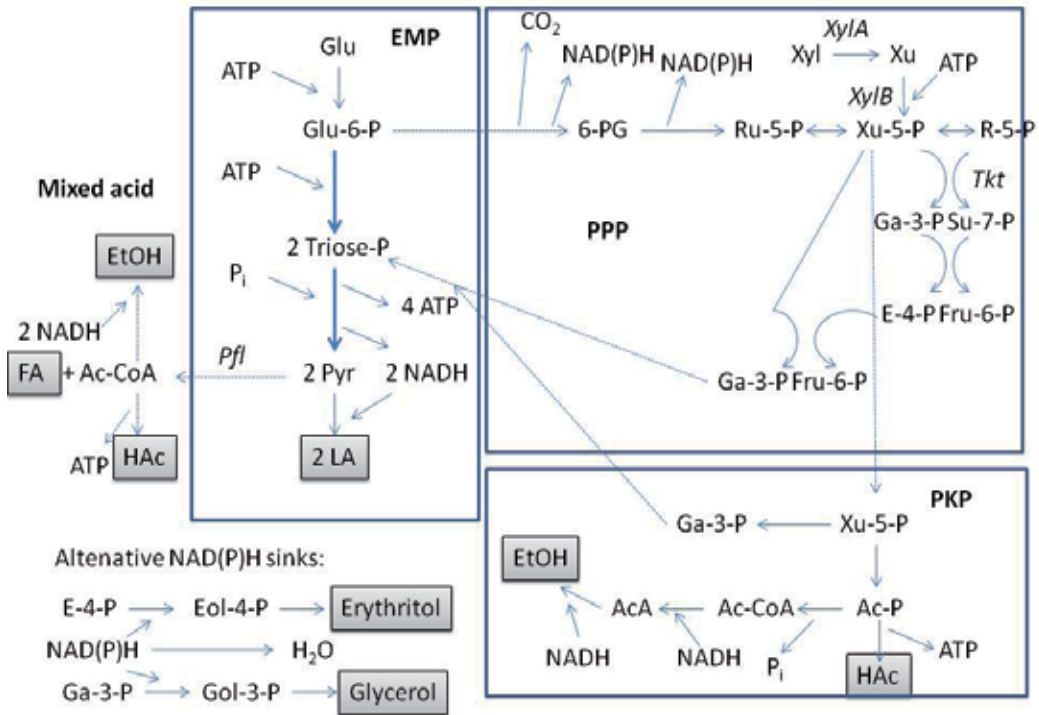 EMP
Glu
ATP
Glu-6-P
ATP
2 Triose-P
Pi
4 ATP
2 Pyr
2 NADH
2 LA
Mixed acid
EtOH
2 NADH
Pfl
FA + Ac-CoA
ATP
HAc
CO2
NAD(P)H
NAD(P)H
XylA
Xyl
Xu
ATP
XylB
6-PG
Ru-5-P
Xu-5-P
R-5-P
Tkt
PPP
Ga-3-P Su-7-P
E-4-P Fru-6-P
Ga-3-P Fru-6-P
PKP
Ga-3-P
Xu-5-P
EtOH
AcA
Ac-CoA
Ac-P
NADH
NADH
Pi
ATP
HAc
Altenative NAD(P)H sinks:
E-4-P
Eol-4-P
Erythritol
NAD(P)H
H2O
Ga-3-P
Gol-3-P
Glycerol